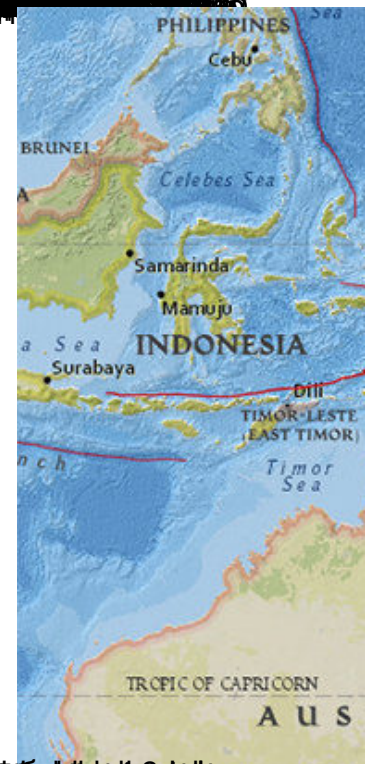 Sea
PHILIPPINES
Cebu
BRUNEI
A
Celebes Sea
Samarinda
Mamuju
INDONESIA
a Sea
Surabaya
Dili
TIMOR-LESTE
(EAST TIMOR)
nch
Timor
Sea
TROPIC OF CAPRICORN
AUS